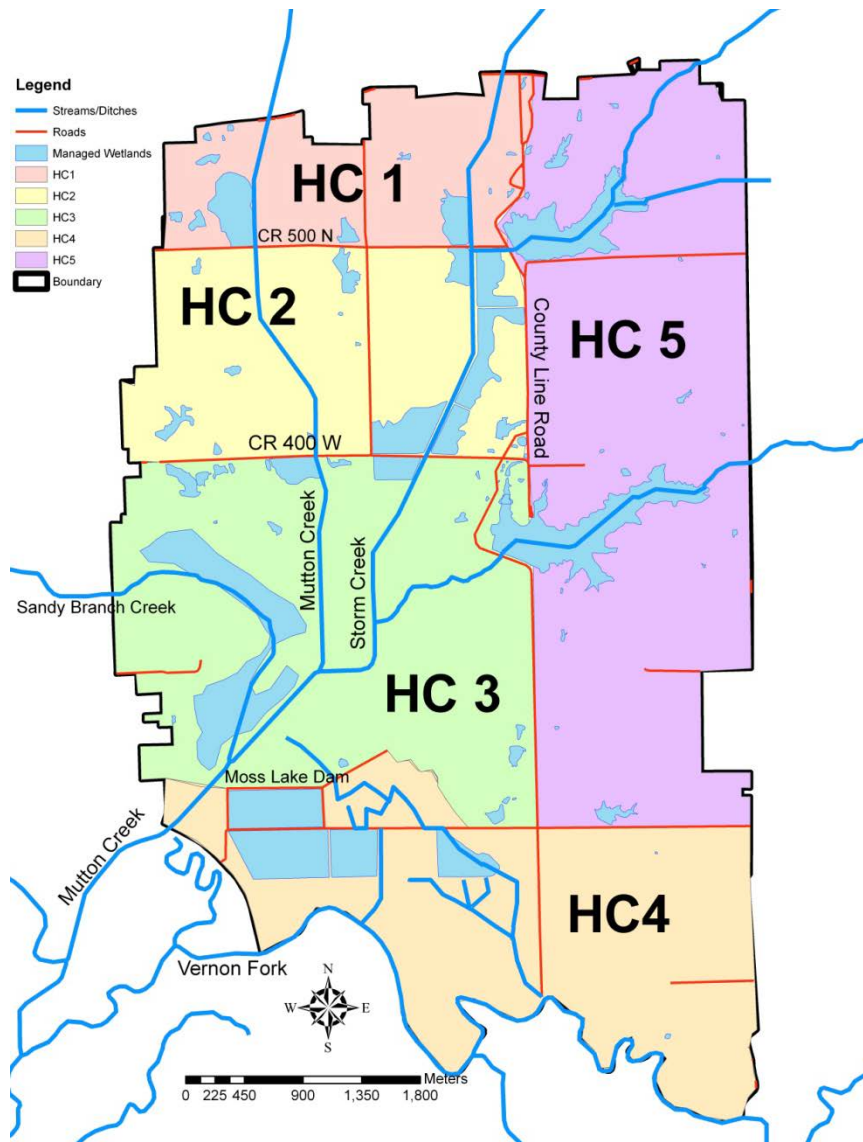 Legend
Streams/Ditches
Roads
Managed Wetlands
HC1
HC2
HC3
HC4
HC5
Boundary
HC 1
CR 500 N
HC 2
HC 5
County Line Road
CR 400 W
Mutton Creek
Storm Creek
Sandy Branch Creek
HC 3
Moss Lake Dam
Mutton Creek
HC4
Vernon Fork
N
W E
S
Meters
0 225 450 900 1,350 1,800